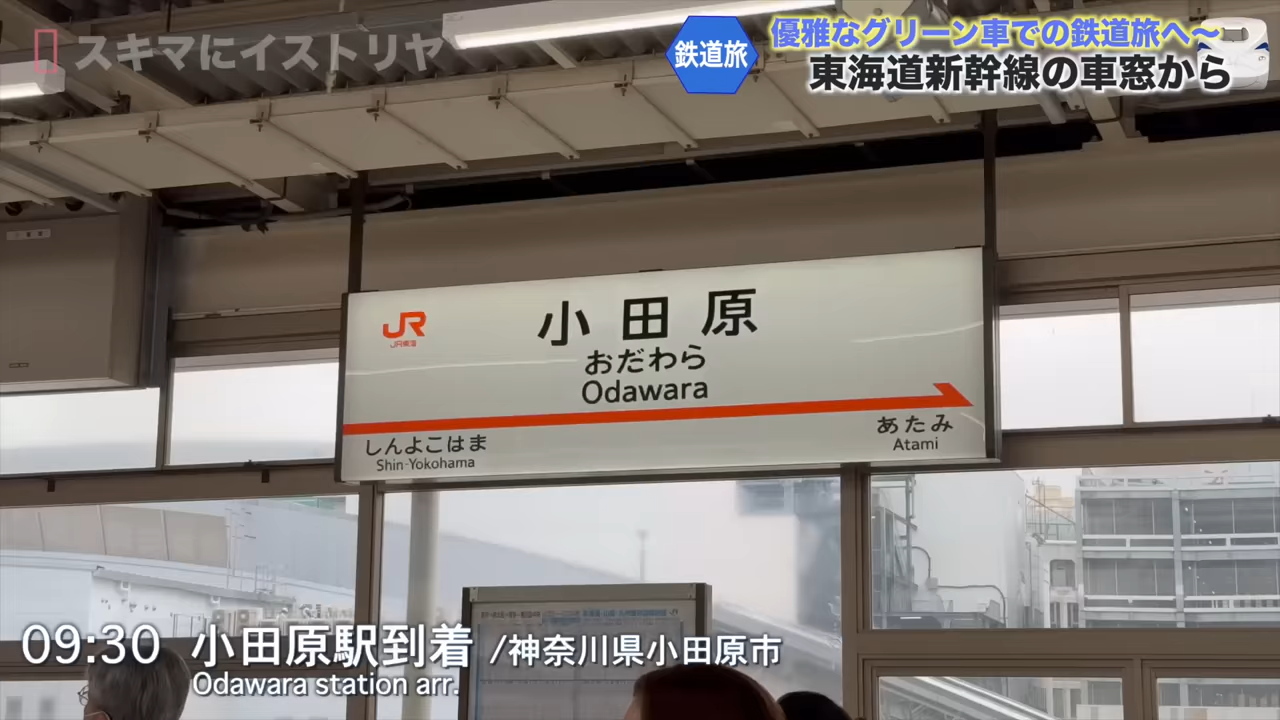 スキマにイストリヤ
鉄道旅
優雅なグリーン車での鉄道旅へ～
東海道新幹線の車窓から
JR
JR東海
小田原
おだわら
Odawara
しんよこはま
Shin-Yokohama
あたみ
Atami
09:30 小田原駅到着 /神奈川県小田原市
Odawara station arr.